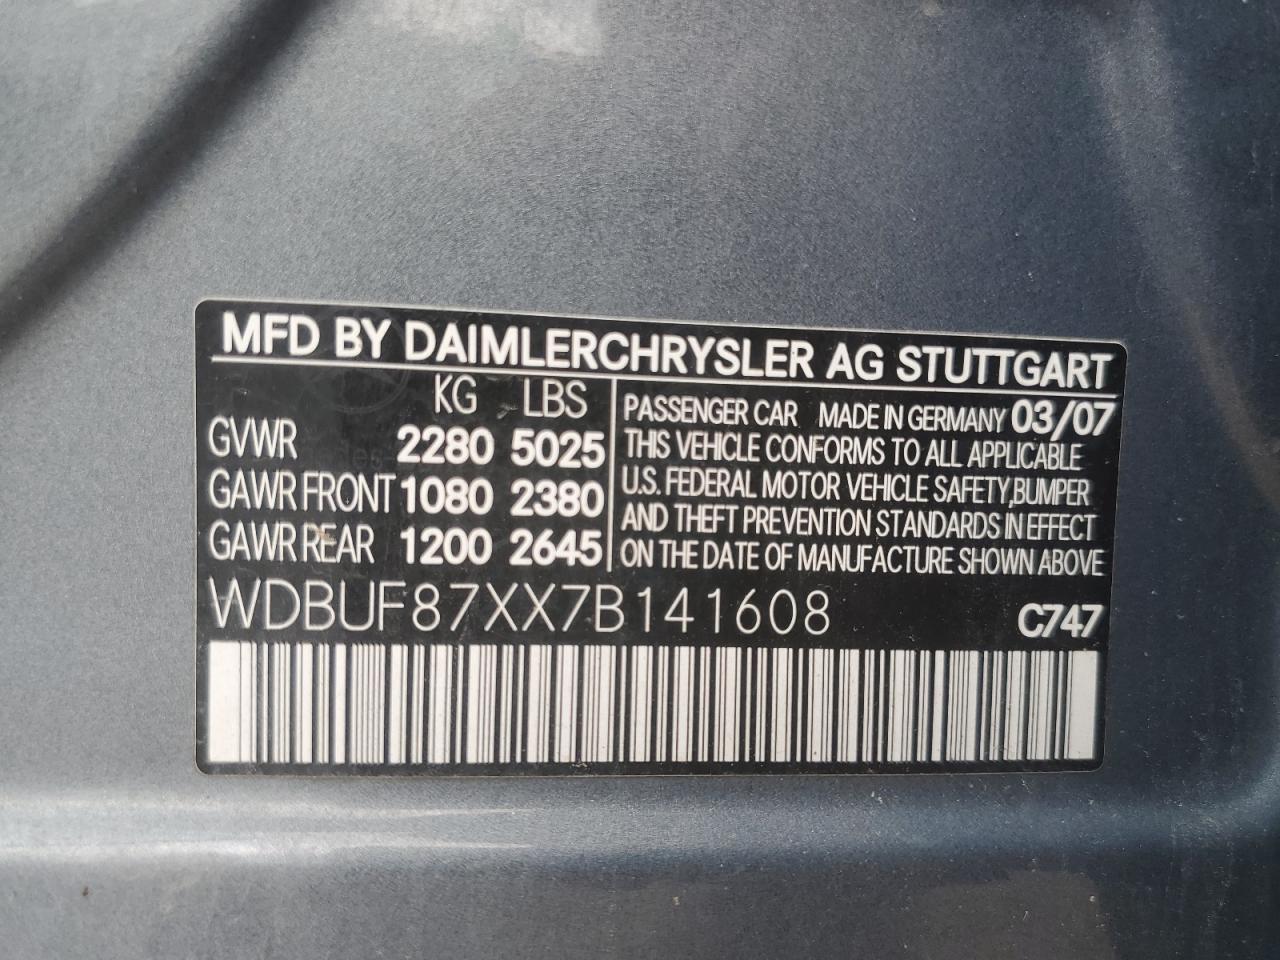 MFD BY DAIMLERCHRYSLER AG STUTTGART
KG LBS
GVWR 2280 5025
GAWR FRONT 1080 2380
GAWR REAR 1200 2645
PASSENGER CAR MADE IN GERMANY 03/07
THIS VEHICLE CONFORMS TO ALL APPLICABLE
U.S. FEDERAL MOTOR VEHICLE SAFETY,BUMPER
AND THEFT PREVENTION STANDARDS IN EFFECT
ON THE DATE OF MANUFACTURE SHOWN ABOVE
WDBUF87XX7B141608
C747